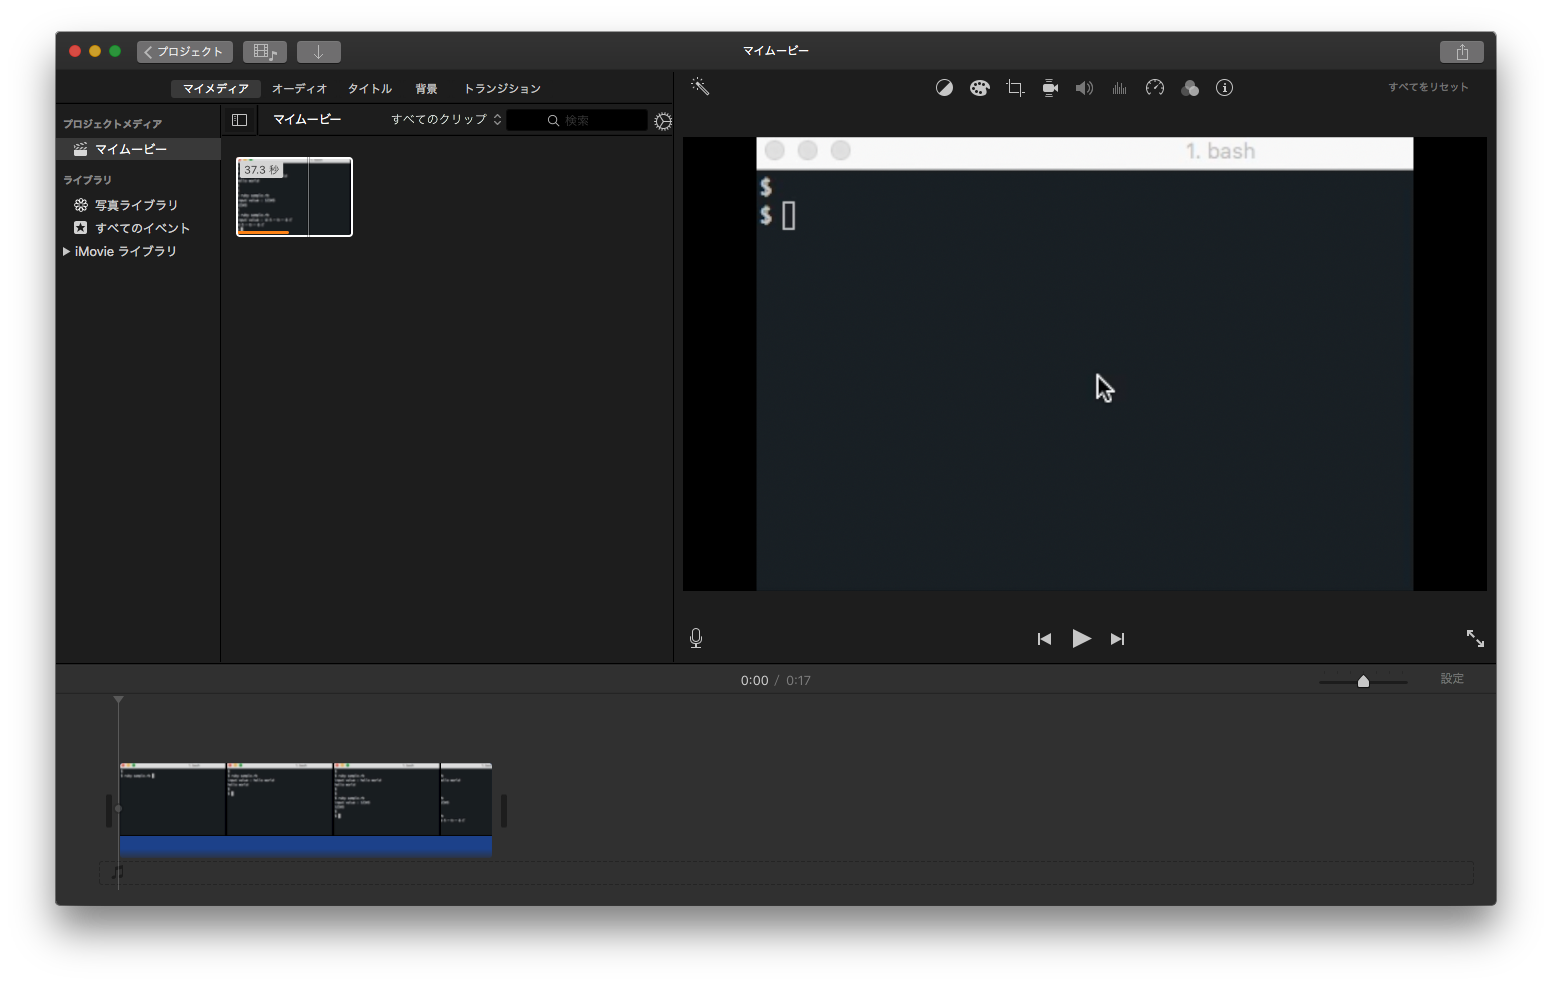 プロジェクト
マイムービー
マイメディア オーディオ タイトル 背景 トランジション
すべてをリセット
プロジェクトメディア
マイムービー
ライブラリ
写真ライブラリ
すべてのイベント
iMovie ライブラリ
マイムービー すべてのクリップ 検索
37.3 秒
1. bash
$
$
0:00 / 0:17
設定